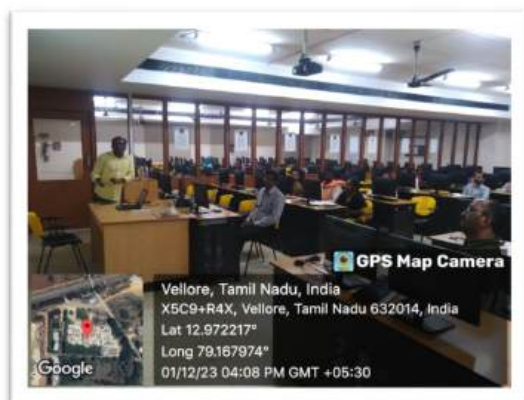 GPS Map Camera
Vellore, Tamil Nadu, India
X5C9+R4X, Vellore, Tamil Nadu 632014, India
Lat 12.972217°
Long 79.167974°
01/12/23 04:08 PM GMT +05:30
Google